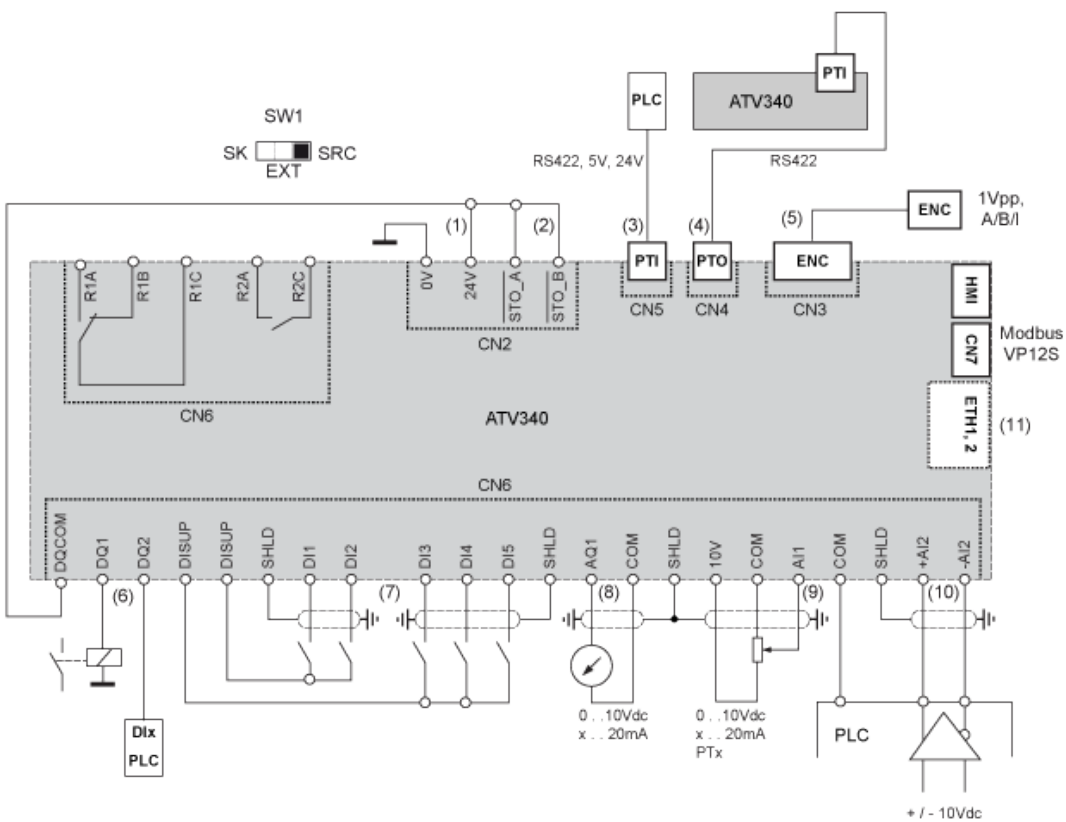 PTI
PLC
ATV340
SW1
SK
SRC
EXT
RS422, 5V, 24V
RS422
ENC
1Vpp,
A/B/I
(1)
(2)
(3)
(4)
(5)
R1A
R1B
R1C
R2A
R2C
0V
24V
STO_A
STO_B
PTI
PTO
ENC
HMI
CN5
CN4
CN3
CN2
CN7
Modbus
VP12S
CN6
ATV340
ETH1, 2
(11)
CN6
DQCOM
DQ1
DQ2
DISUP
DISUP
SHLD
DI1
DI2
DI3
DI4
DI5
SHLD
AQ1
COM
SHLD
10V
COM
AI1
COM
SHLD
+AI2
-AI2
(6)
(7)
(8)
(9)
(10)
0 . . 10Vdc
x . . 20mA
0 . . 10Vdc
x . . 20mA
PTx
DIx
PLC
PLC
+ / - 10Vdc